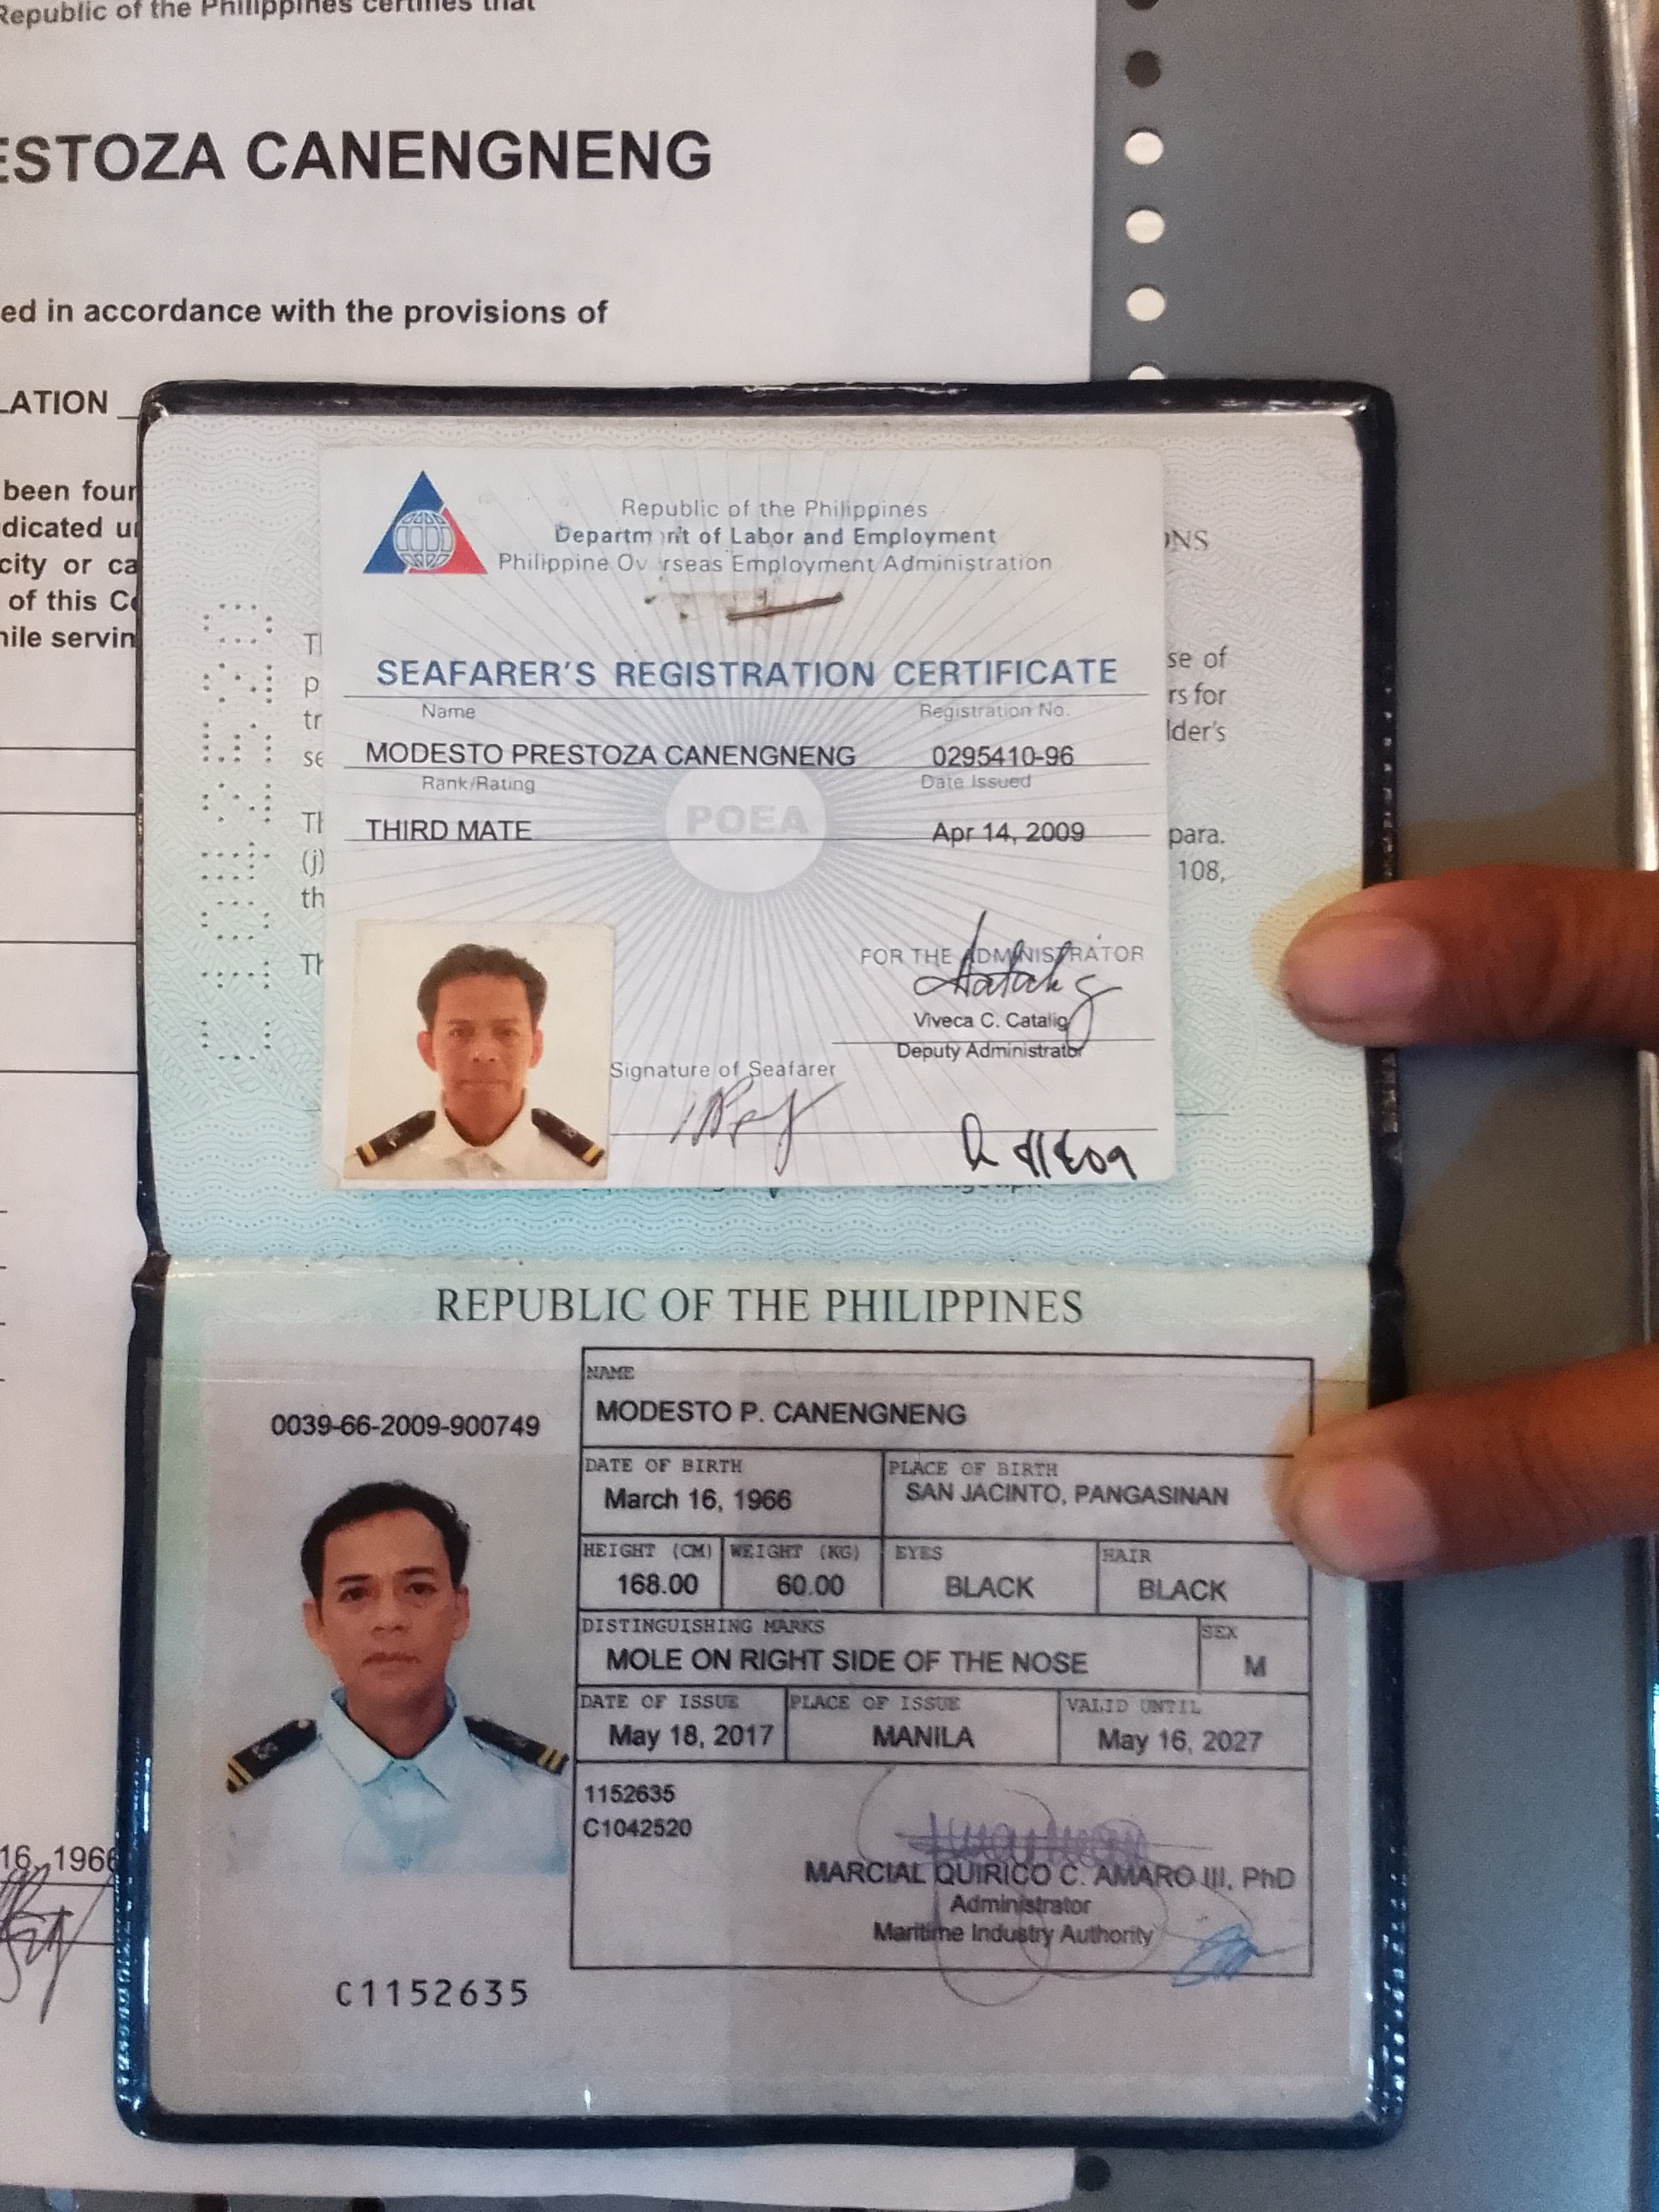 Republic of the Philippines certifies that
ESTOZA CANENGNENG
ed in accordance with the provisions of
LATION
been four
dicated u
city or ca
of this C
hile servin
Republic of the Philippines
Department of Labor and Employment
Philippine Overseas Employment Administration
SEAFARER'S REGISTRATION CERTIFICATE
Name Registration No.
MODESTO PRESTOZA CANENGNENG 0295410-96
Rank/Rating Date Issued
THIRD MATE Apr 14, 2009
POEA
FOR THE ADMINISTRATOR
Viveca C. Catalig
Deputy Administrator
Signature of Seafarer
ONS
se of
rs for
lder's
para.
108,
Th
p
tr
se
Th
(j)
th
Th
REPUBLIC OF THE PHILIPPINES
0039-66-2009-900749
NAME
MODESTO P. CANENGNENG
DATE OF BIRTH PLACE OF BIRTH
March 16, 1966 SAN JACINTO, PANGASINAN
HEIGHT (CM) WEIGHT (KG) EYES HAIR
168.00 60.00 BLACK BLACK
DISTINGUISHING MARKS SEX
MOLE ON RIGHT SIDE OF THE NOSE M
DATE OF ISSUE PLACE OF ISSUE VALID UNTIL
May 18, 2017 MANILA May 16, 2027
1152635
C1042520
MARCIAL QUIRICO C. AMARO III, PhD
Administrator
Maritime Industry Authority
C1152635
16, 1966